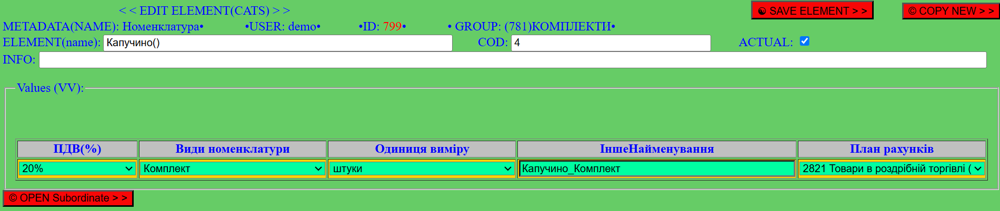 < < EDIT ELEMENT(CATS) > > ☯ SAVE ELEMENT > > © COPY NEW > >
METADATA(NAME): Номенклатура• •USER: demo• •ID: 799• • GROUP: (781)КОМПЛЕКТИ•
ELEMENT(name): Капучино() COD: 4 ACTUAL:
INFO:
Values (VV):
ПДВ(%) Види номенклатури Одиниця виміру ІншеНайменування План рахунків
20% Комплект штуки Капучино_Комплект 2821 Товари в роздрібній торгівлі (
© OPEN Subordinate > >